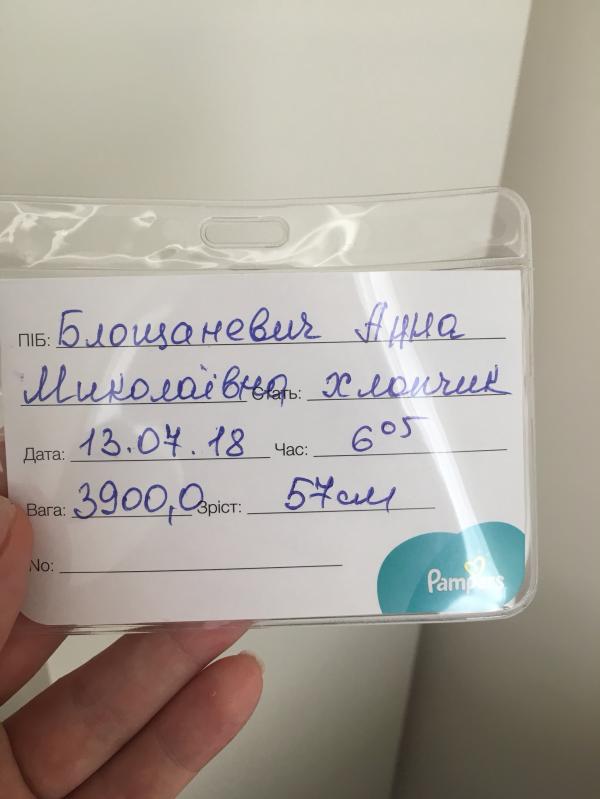 ПІБ: Блощаневич Анна
Миколаївна Стать: хлопчик
Дата: 13.07.18 Час: 6⁰⁵
Вага: 3900,0 Зріст: 57см
No:
Pampers